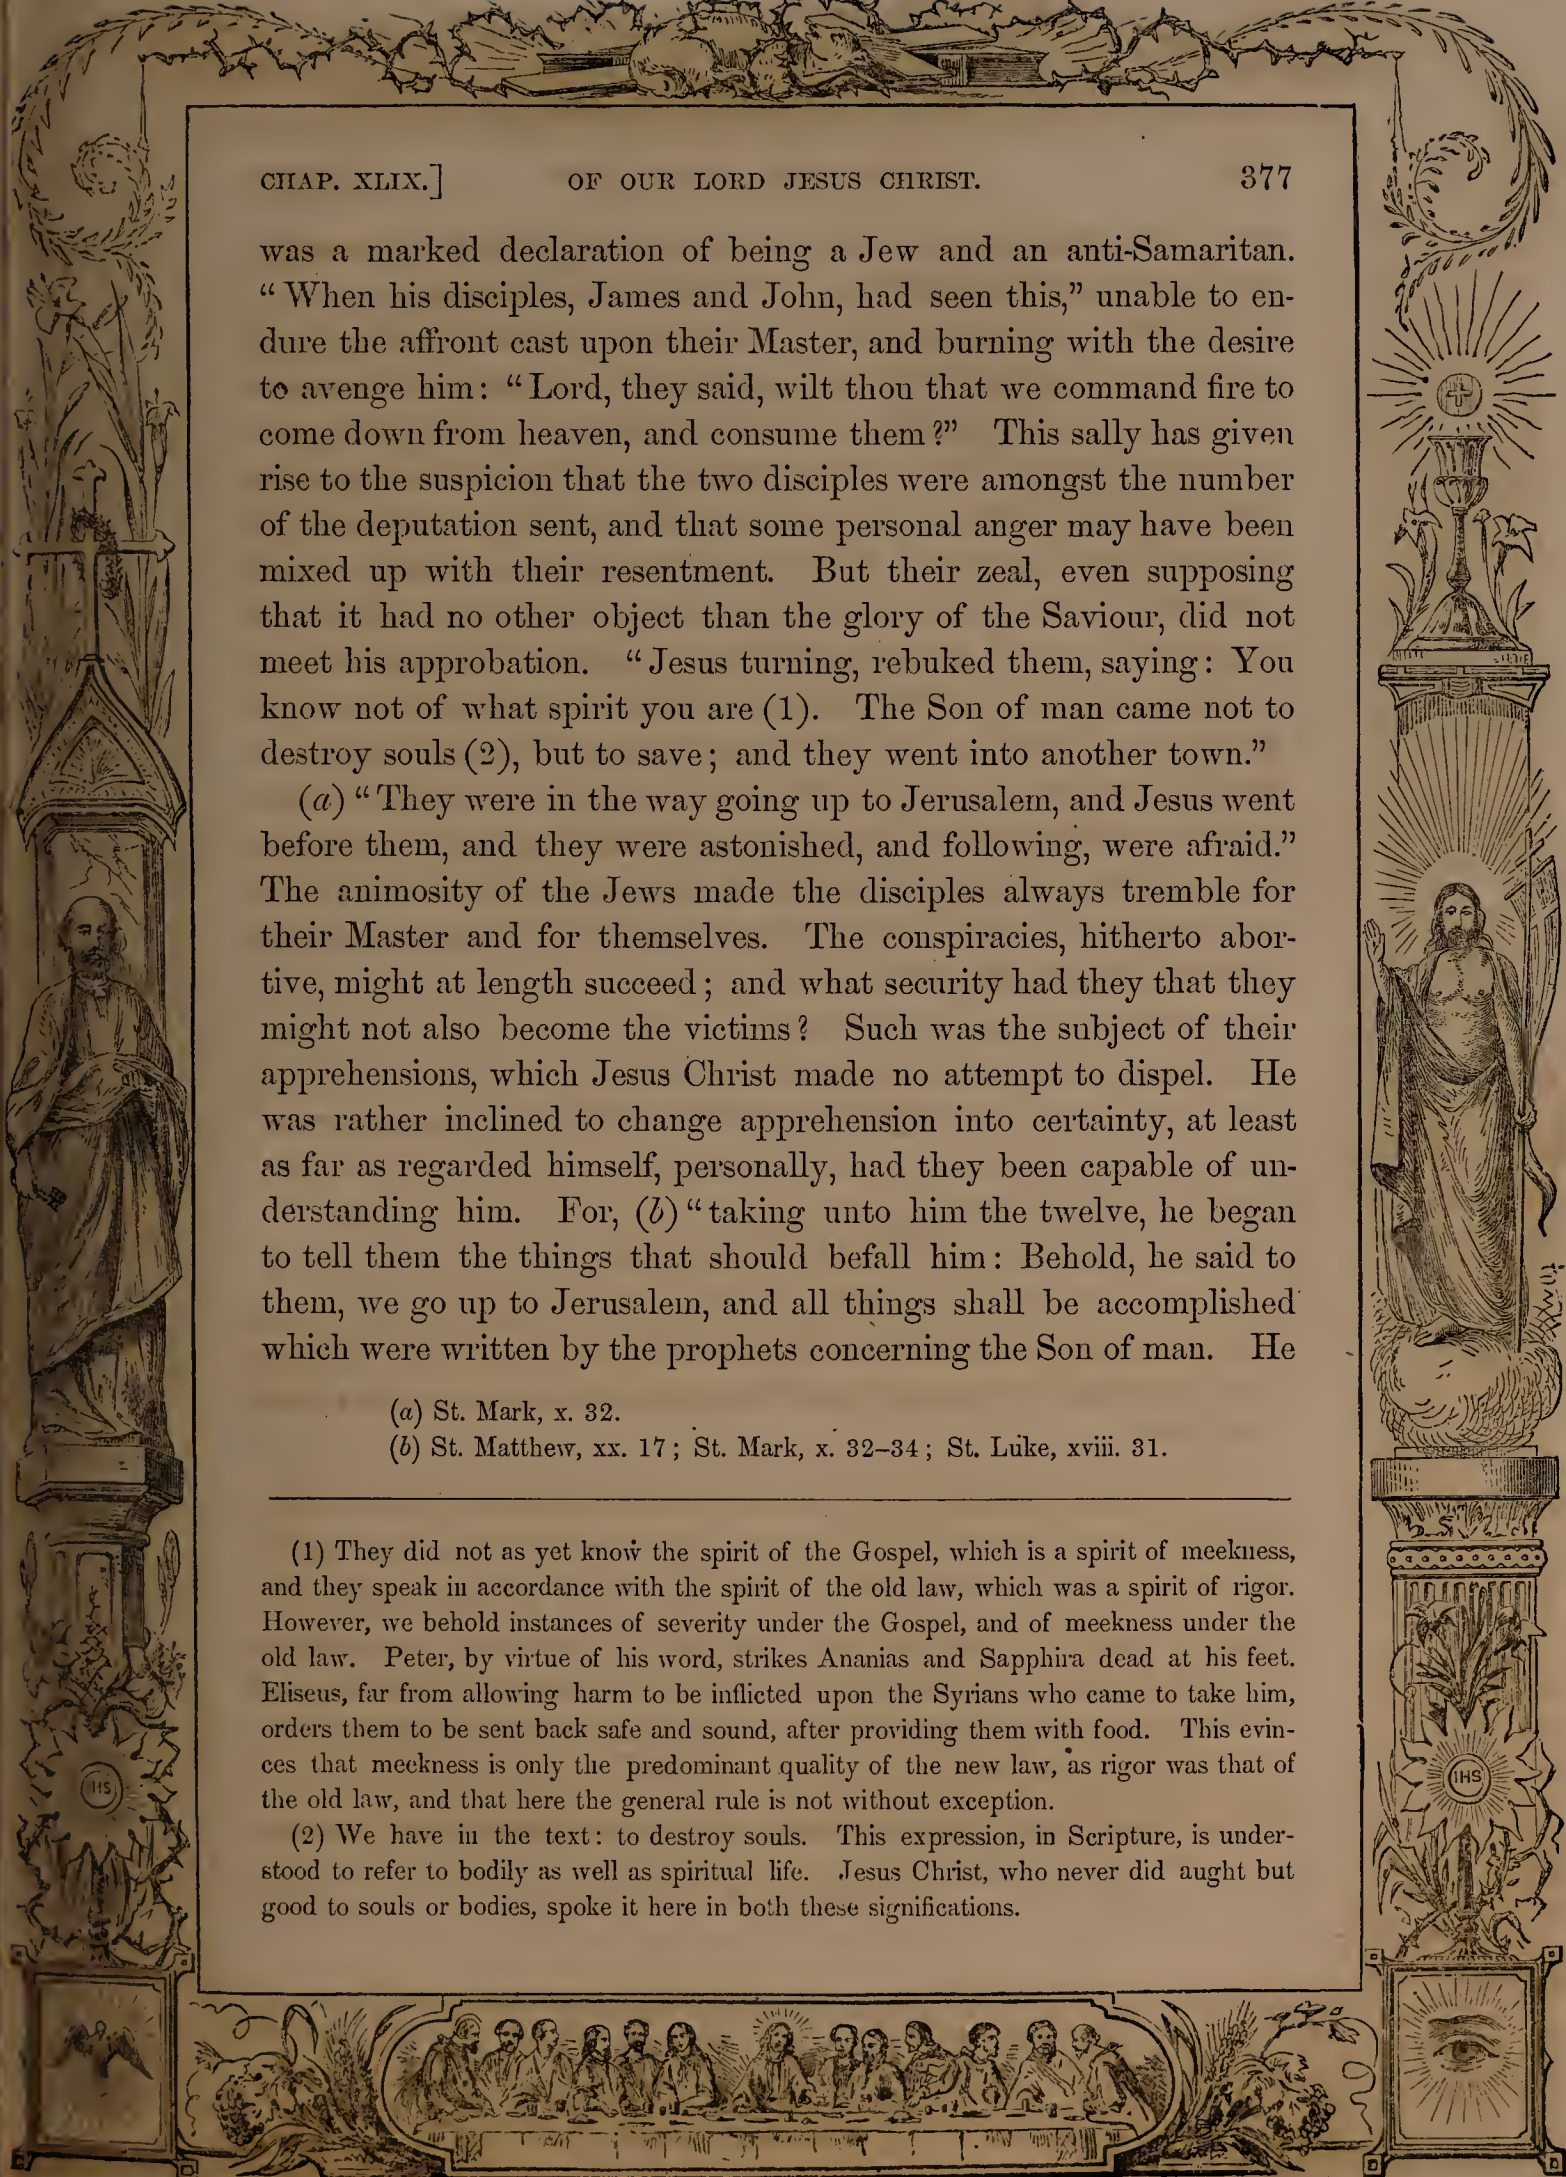 CHAP. XLIX.] OF OUR LORD JESUS CHRIST. 377
was a marked declaration of being a Jew and an anti-Samaritan.
“When his disciples, James and John, had seen this,” unable to en-
dure the affront cast upon their Master, and burning with the desire
to avenge him: “Lord, they said, wilt thou that we command fire to
come down from heaven, and consume them?” This sally has given
rise to the suspicion that the two disciples were amongst the number
of the deputation sent, and that some personal anger may have been
mixed up with their resentment. But their zeal, even supposing
that it had no other object than the glory of the Saviour, did not
meet his approbation. “Jesus turning, rebuked them, saying: You
know not of what spirit you are (1). The Son of man came not to
destroy souls (2), but to save; and they went into another town.”
(a) “They were in the way going up to Jerusalem, and Jesus went
before them, and they were astonished, and following, were afraid.”
The animosity of the Jews made the disciples always tremble for
their Master and for themselves. The conspiracies, hitherto abor-
tive, might at length succeed; and what security had they that they
might not also become the victims? Such was the subject of their
apprehensions, which Jesus Christ made no attempt to dispel. He
was rather inclined to change apprehension into certainty, at least
as far as regarded himself, personally, had they been capable of un-
derstanding him. For, (b) “taking unto him the twelve, he began
to tell them the things that should befall him: Behold, he said to
them, we go up to Jerusalem, and all things shall be accomplished
which were written by the prophets concerning the Son of man. He
(a) St. Mark, x. 32.
(b) St. Matthew, xx. 17; St. Mark, x. 32–34; St. Luke, xviii. 31.
(1) They did not as yet know the spirit of the Gospel, which is a spirit of meekness,
and they speak in accordance with the spirit of the old law, which was a spirit of rigor.
However, we behold instances of severity under the Gospel, and of meekness under the
old law. Peter, by virtue of his word, strikes Ananias and Sapphira dead at his feet.
Eliseus, far from allowing harm to be inflicted upon the Syrians who came to take him,
orders them to be sent back safe and sound, after providing them with food. This evin-
ces that meekness is only the predominant quality of the new law, as rigor was that of
the old law, and that here the general rule is not without exception.
(2) We have in the text: to destroy souls. This expression, in Scripture, is under-
stood to refer to bodily as well as spiritual life. Jesus Christ, who never did aught but
good to souls or bodies, spoke it here in both these significations.
IHS
IHS